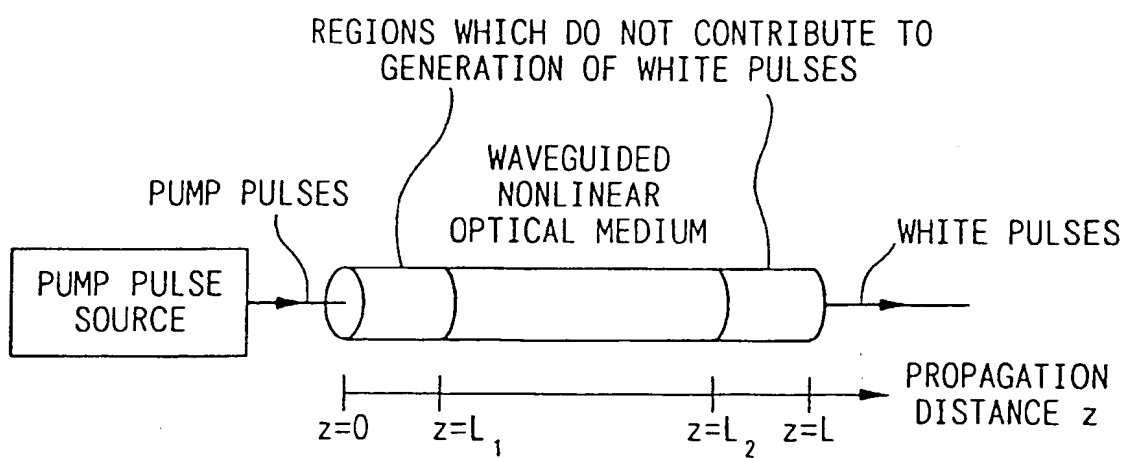 REGIONS WHICH DO NOT CONTRIBUTE TO
GENERATION OF WHITE PULSES
WAVEGUIDED
NONLINEAR
OPTICAL MEDIUM
PUMP PULSES
WHITE PULSES
PUMP PULSE
SOURCE
PROPAGATION
DISTANCE z
z=0
z=L₁
z=L₂
z=L